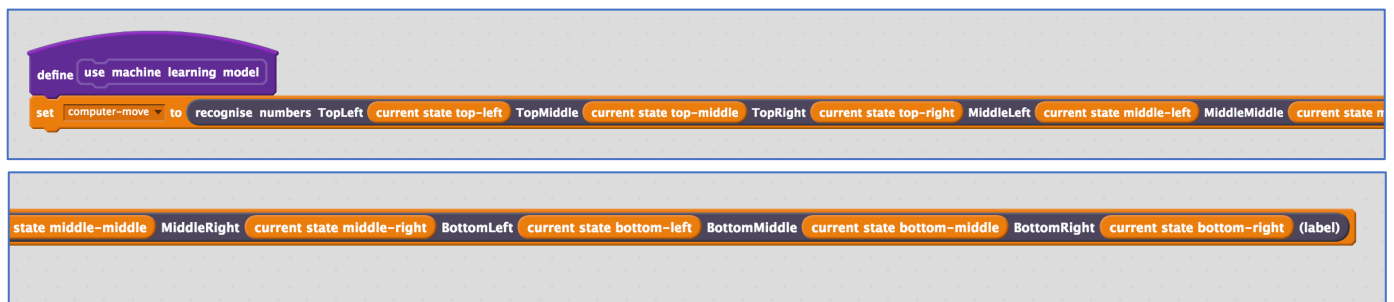 define use machine learning model
set computer-move to recognise numbers TopLeft current state top-left TopMiddle current state top-middle TopRight current state top-right MiddleLeft current state middle-left MiddleMiddle current state
state middle-middle MiddleRight current state middle-right BottomLeft current state bottom-left BottomMiddle current state bottom-middle BottomRight current state bottom-right (label)